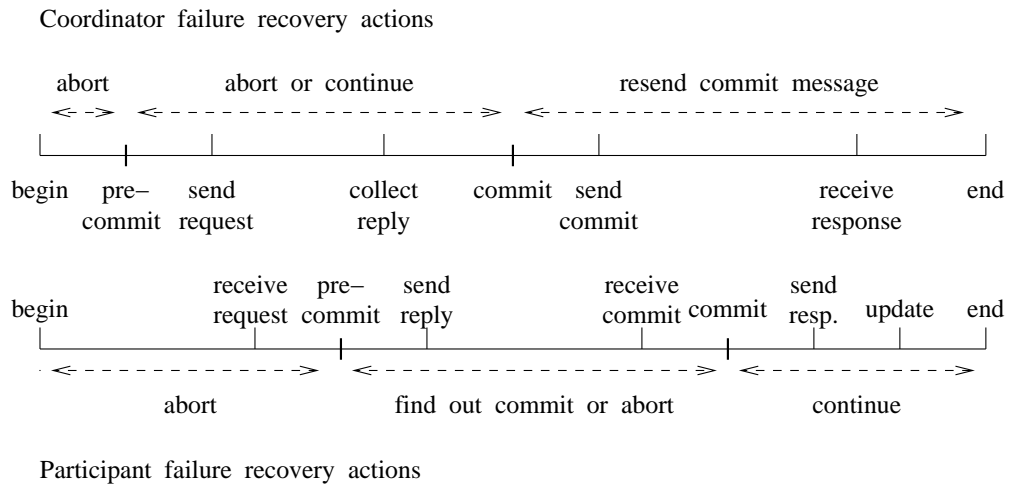 Coordinator failure recovery actions
abort abort or continue resend commit message
begin pre– send collect commit send receive end
commit request reply commit response
receive pre– send receive send
begin request commit reply commit commit resp. update end
abort find out commit or abort continue
Participant failure recovery actions